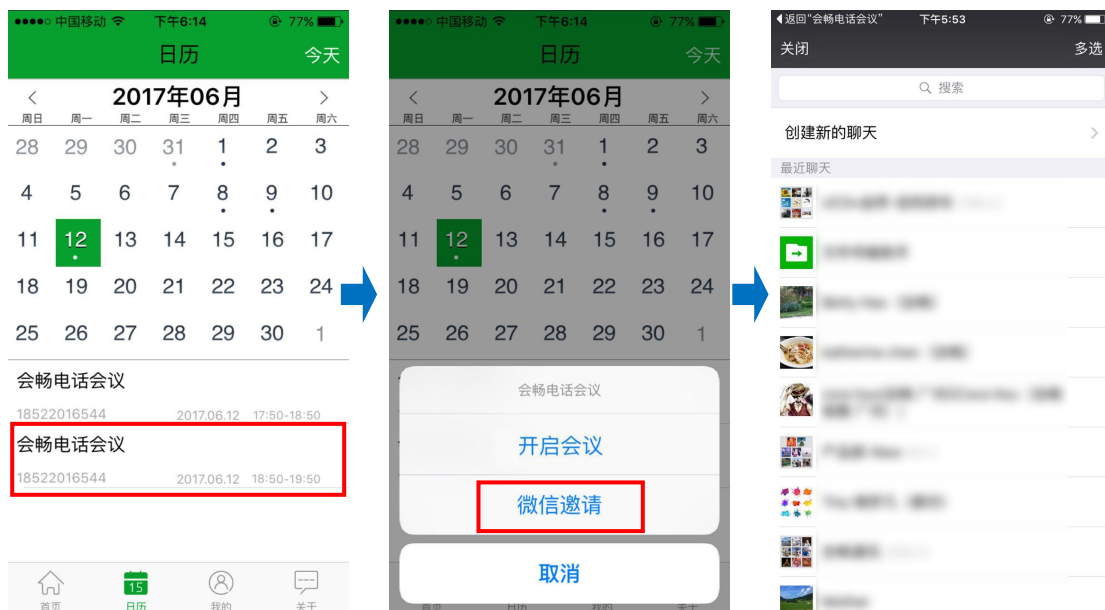 中国移动 下午6:14 77%
日历 今天
2017年06月
周日 周一 周二 周三 周四 周五 周六
28 29 30 31 1 2 3
4 5 6 7 8 9 10
11 12 13 14 15 16 17
18 19 20 21 22 23 24
25 26 27 28 29 30 1
会畅电话会议
18522016544 2017.06.12 17:50-18:50
会畅电话会议
18522016544 2017.06.12 18:50-19:50
15
首页 日历 我的 关于
中国移动 下午6:14 77%
日历 今天
2017年06月
周日 周一 周二 周三 周四 周五 周六
28 29 30 31 1 2 3
4 5 6 7 8 9 10
11 12 13 14 15 16 17
18 19 20 21 22 23 24
25 26 27 28 29 30 1
会畅电话会议
开启会议
微信邀请
取消
首页 日历 我的 关于
返回“会畅电话会议” 下午5:53 77%
关闭 多选
搜索
创建新的聊天
最近聊天